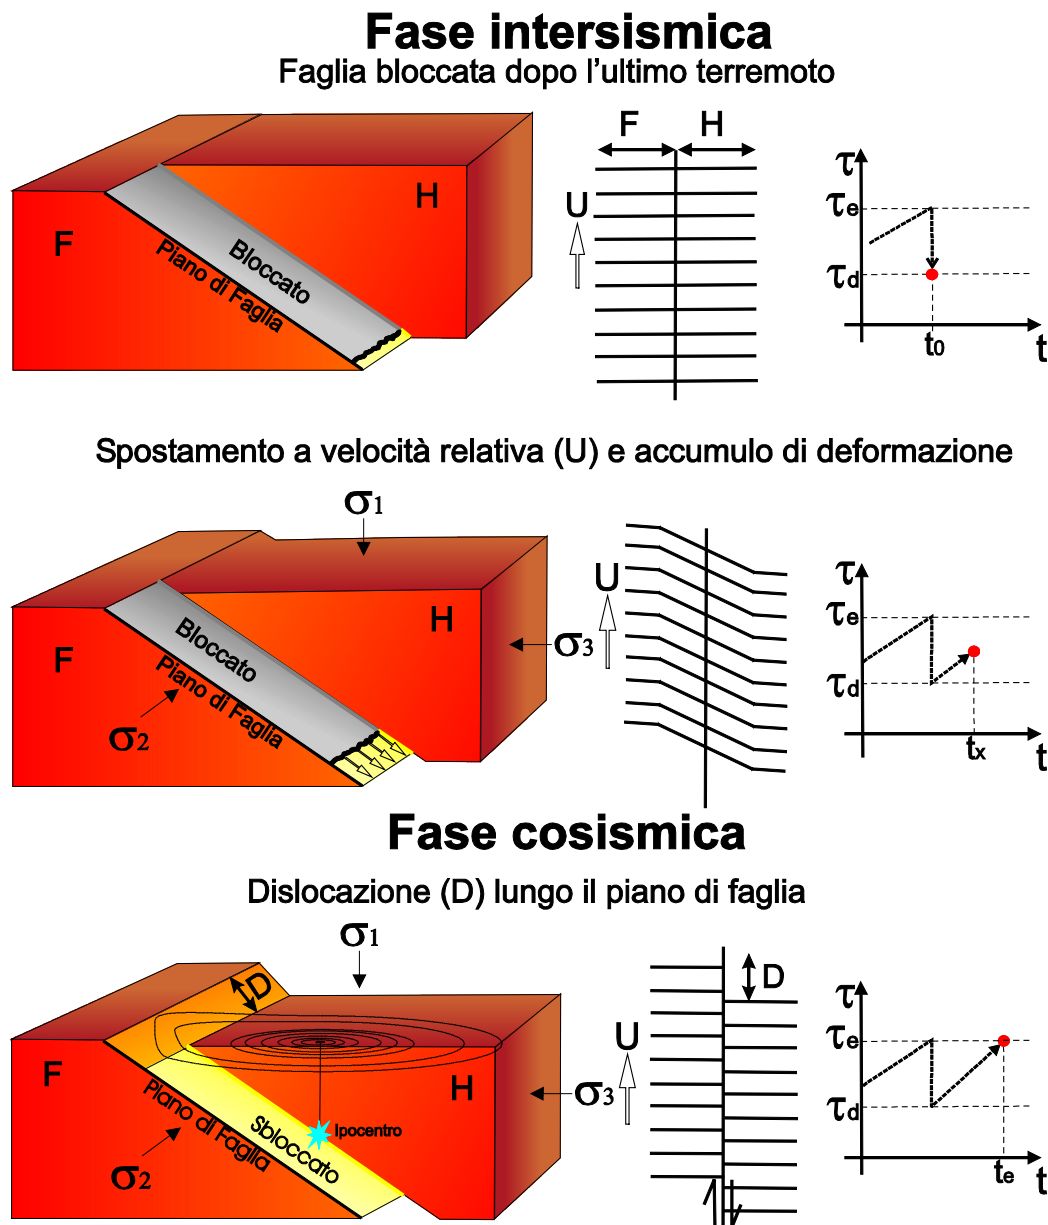 Fase intersismica
Faglia bloccata dopo l'ultimo terremoto
F
H
Bloccato
Piano di Faglia
F H
U
τ
τe
τd
t0
t
Spostamento a velocità relativa (U) e accumulo di deformazione
σ1
F
H
Bloccato
Piano di Faglia
σ2
σ3
U
τ
τe
τd
tx
t
Fase cosismica
Dislocazione (D) lungo il piano di faglia
σ1
D
F
H
Ipocentro
Sbloccato
Piano di Faglia
σ2
σ3
U
D
τ
τe
τd
te
t